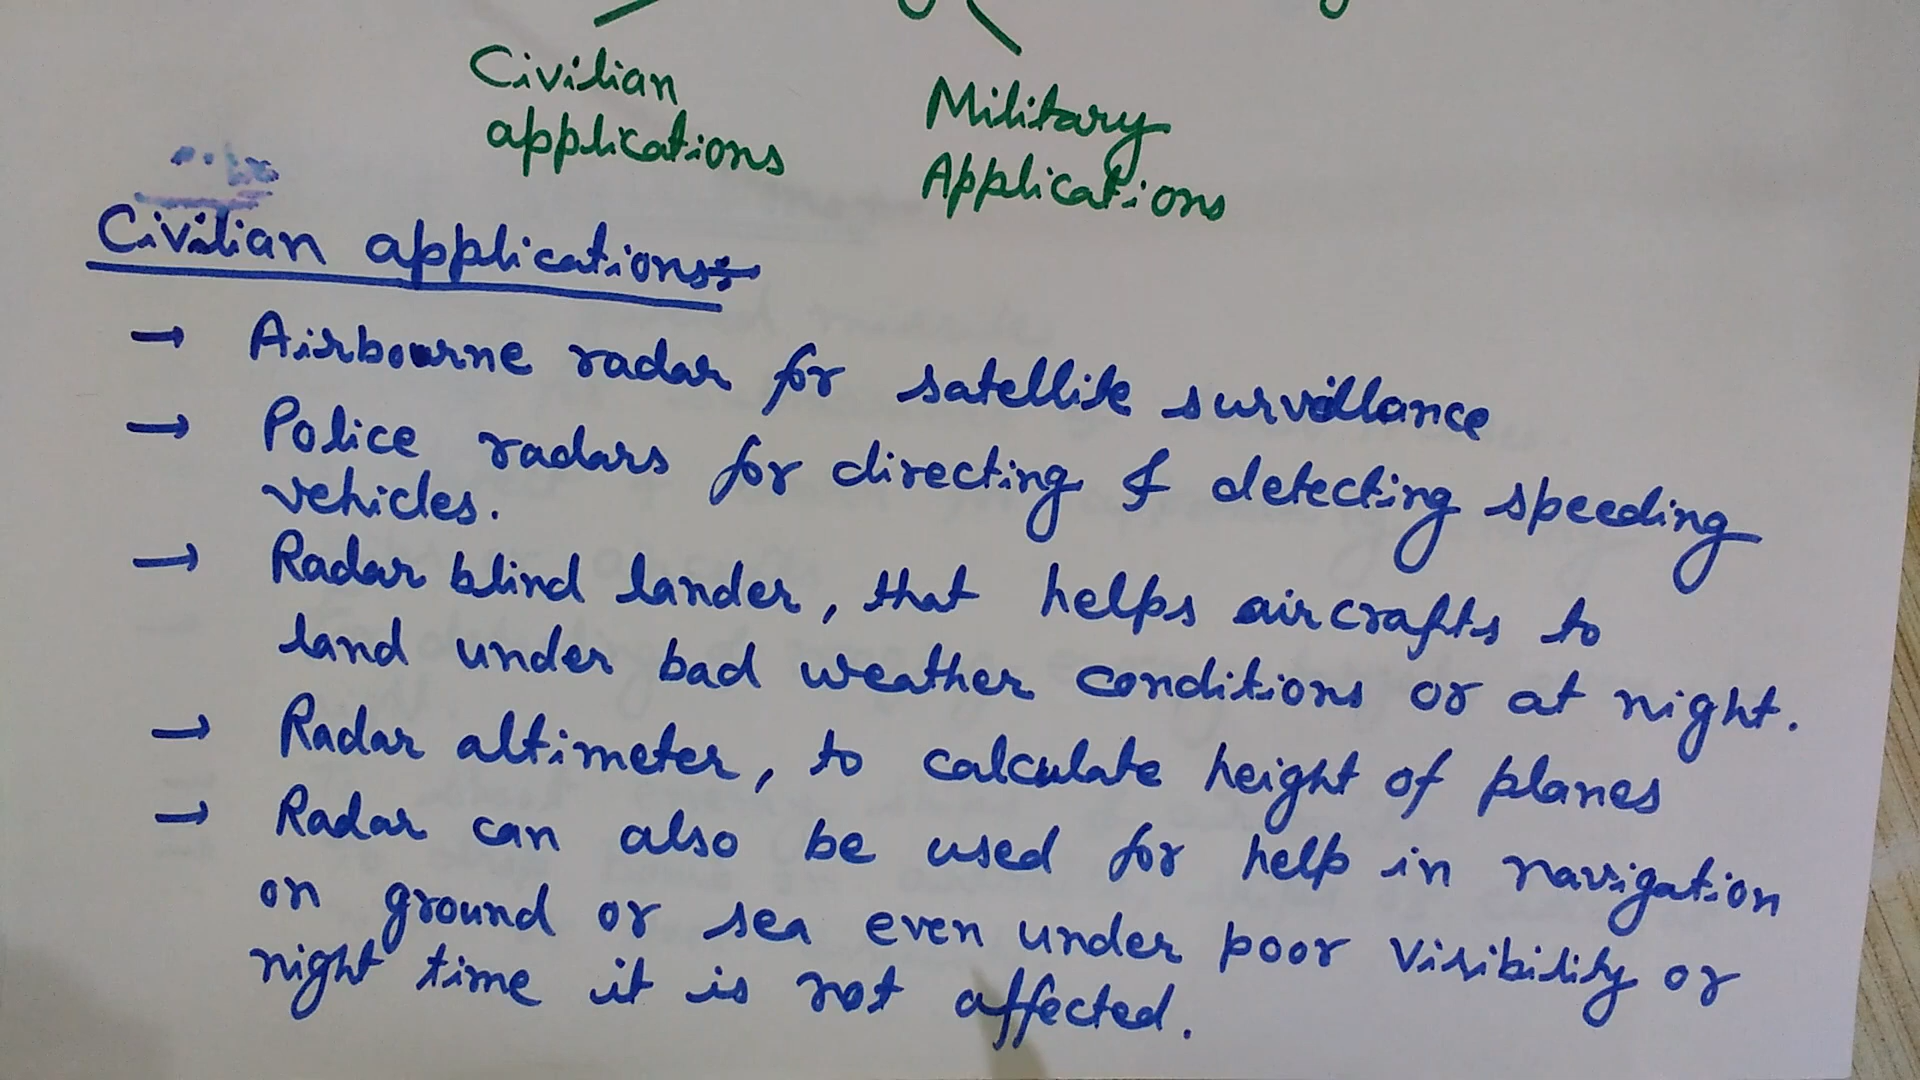 Civilian
applications
Military
Applications
Civilian applications:-
→ Airbourne radar for satellite survillance
→ Police radars for directing & detecting speeding
vehicles.
→ Radar blind lander, that helps aircrafts to
land under bad weather conditions or at night.
→ Radar altimeter, to calculate height of planes
→ Radar can also be used for help in navigation
on ground or sea even under poor visibility or
night time it is not affected.